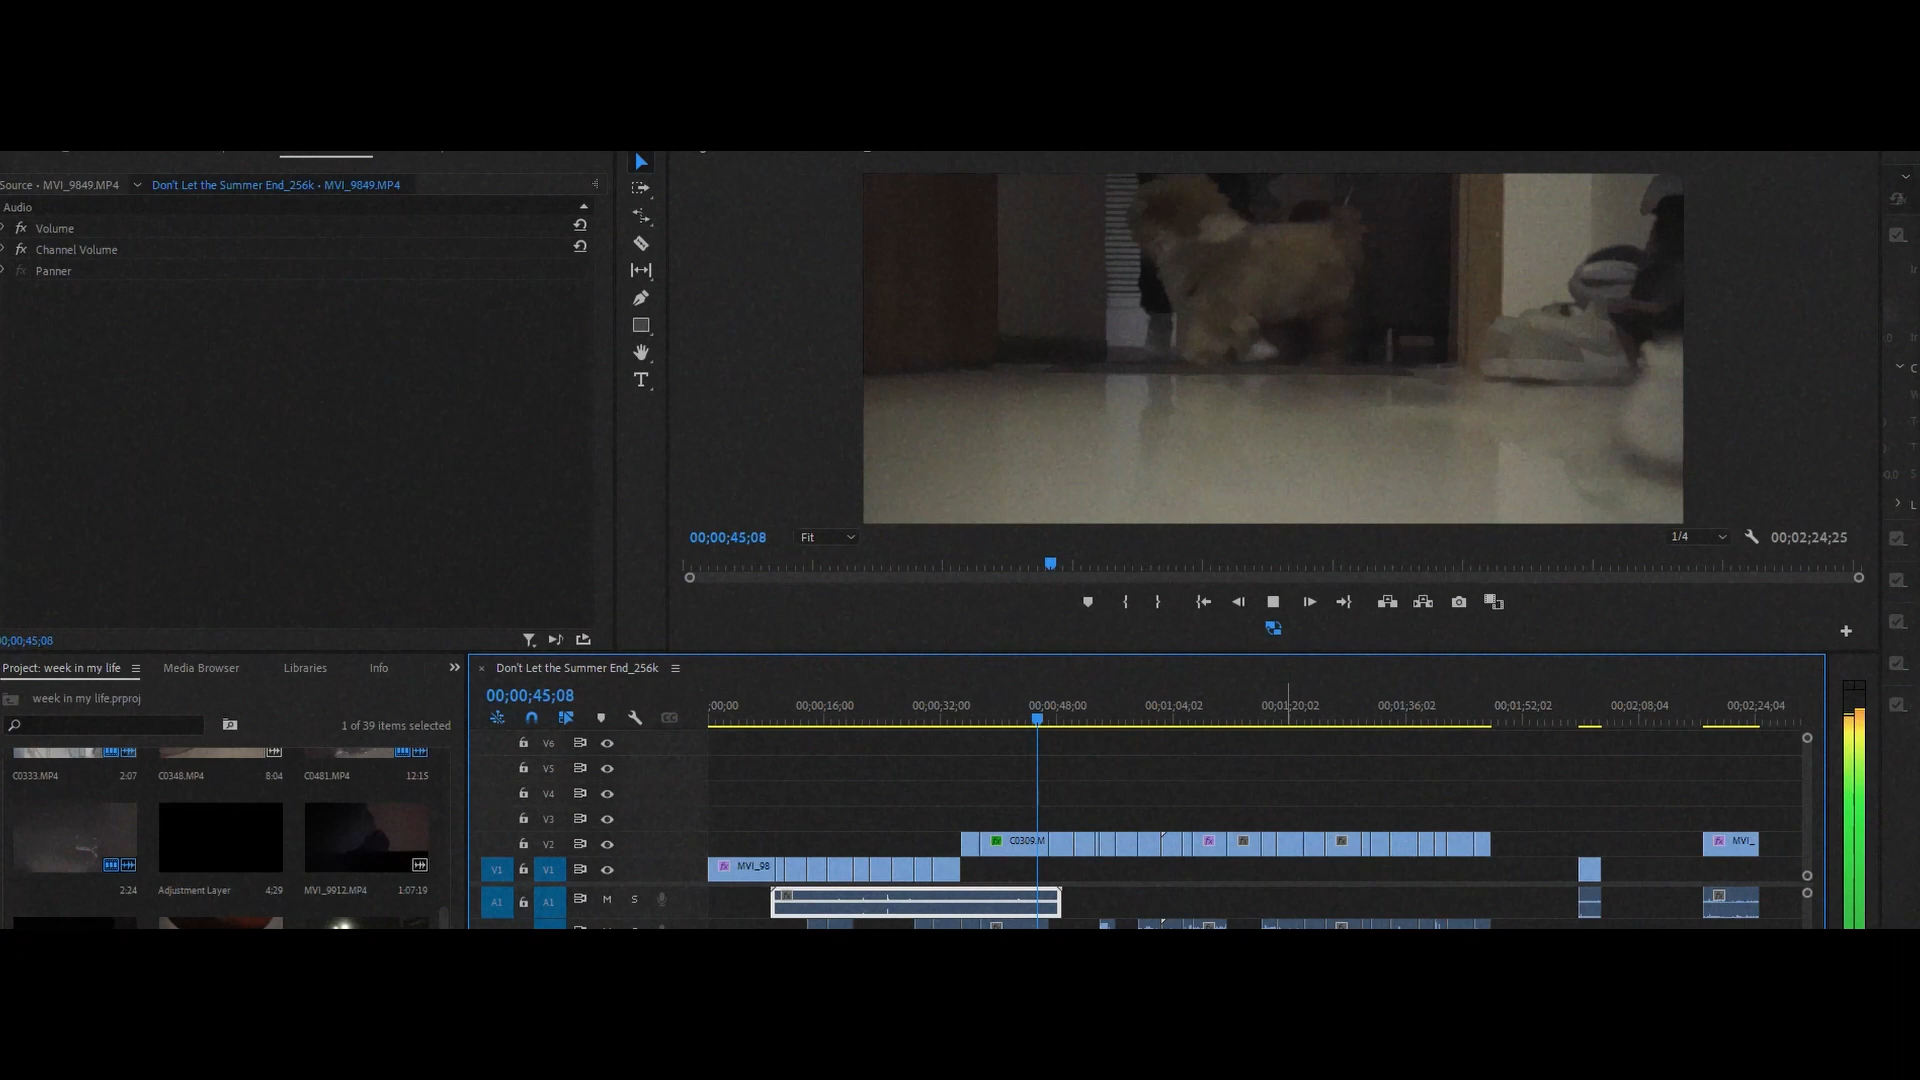 Source • MVI_9849.MP4
Don't Let the Summer End_256k • MVI_9849.MP4
Audio
fx Volume
fx Channel Volume
fx Panner
00;00;45;08
Fit
1/4
00;02;24;25
0;00;45;08
Project: week in my life
Media Browser
Libraries
Info
week in my life.prproj
1 of 39 items selected
C0333.MP4 2:07
C0348.MP4 8:04
C0481.MP4 12:15
2:24
Adjustment Layer 4;29
MVI_9912.MP4 1:07:19
× Don't Let the Summer End_256k
00;00;45;08
;00;00 00;00;16;00 00;00;32;00 00;00;48;00 00;01;04;02 00;01;20;02 00;01;36;02 00;01;52;02 00;02;08;04 00;02;24;04
V6
V5
V4
V3
V2 fx C0309.M fx fx fx fx MVI_
V1 V1 fx MVI_98
A1 A1 M S